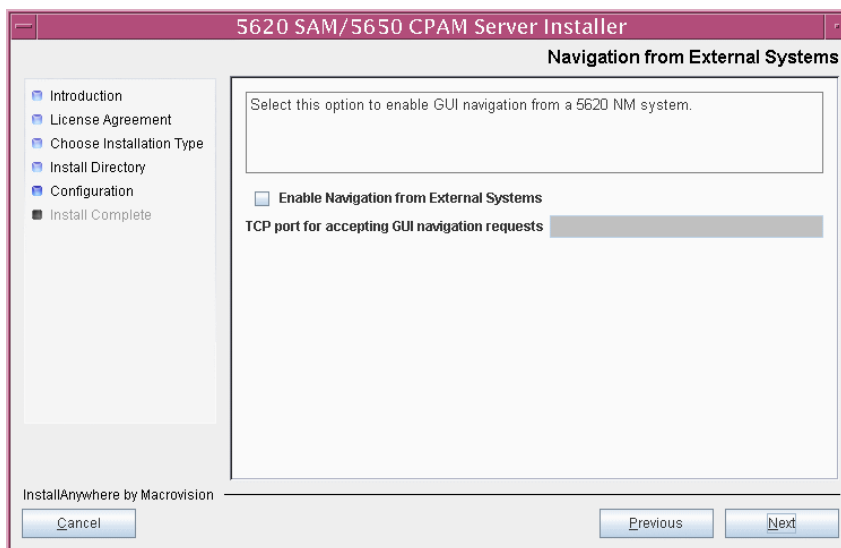 5620 SAM/5650 CPAM Server Installer
Navigation from External Systems
Introduction
License Agreement
Choose Installation Type
Install Directory
Configuration
Install Complete
Select this option to enable GUI navigation from a 5620 NM system.
Enable Navigation from External Systems
TCP port for accepting GUI navigation requests
InstallAnywhere by Macrovision
Cancel
Previous
Next